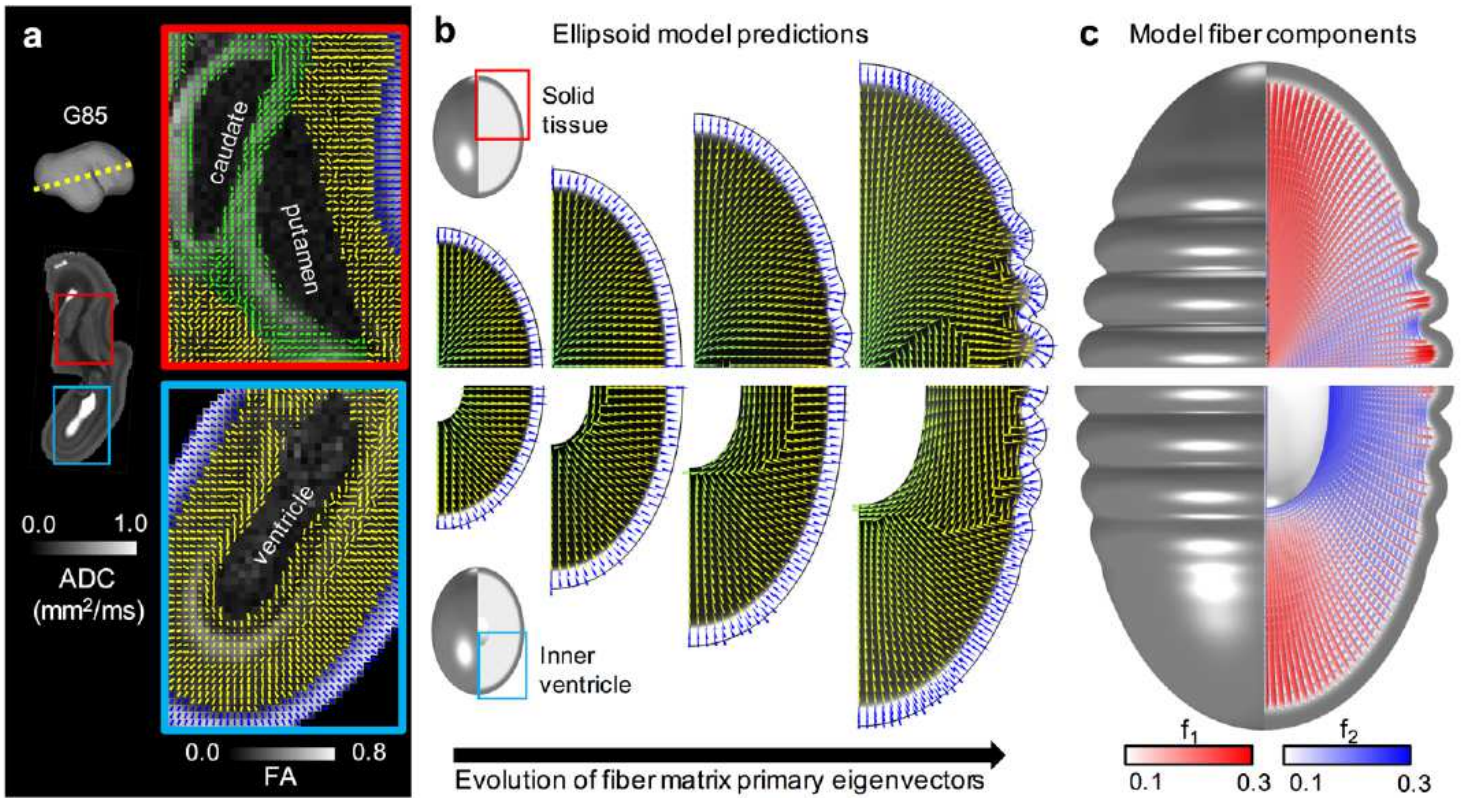 a
G85
caudate
putamen
ventricle
0.0 1.0
ADC
(mm²/ms)
0.0 0.8
FA
b Ellipsoid model predictions
Solid
tissue
Inner
ventricle
Evolution of fiber matrix primary eigenvectors
c Model fiber components
f₁ f₂
0.1 0.3 0.1 0.3